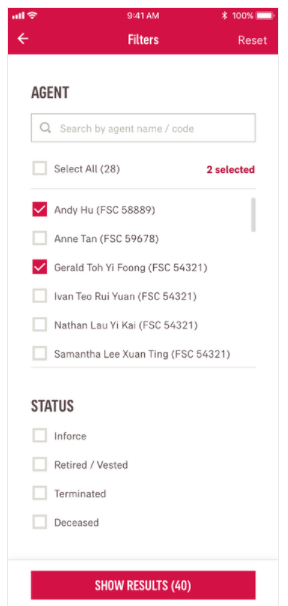 9:41 AM
100%
Filters
Reset
AGENT
Search by agent name / code
Select All (28)
2 selected
Andy Hu (FSC 58889)
Anne Tan (FSC 59678)
Gerald Toh Yi Foong (FSC 54321)
Ivan Teo Rui Yuan (FSC 54321)
Nathan Lau Yi Kai (FSC 54321)
Samantha Lee Xuan Ting (FSC 54321)
STATUS
Inforce
Retired / Vested
Terminated
Deceased
SHOW RESULTS (40)